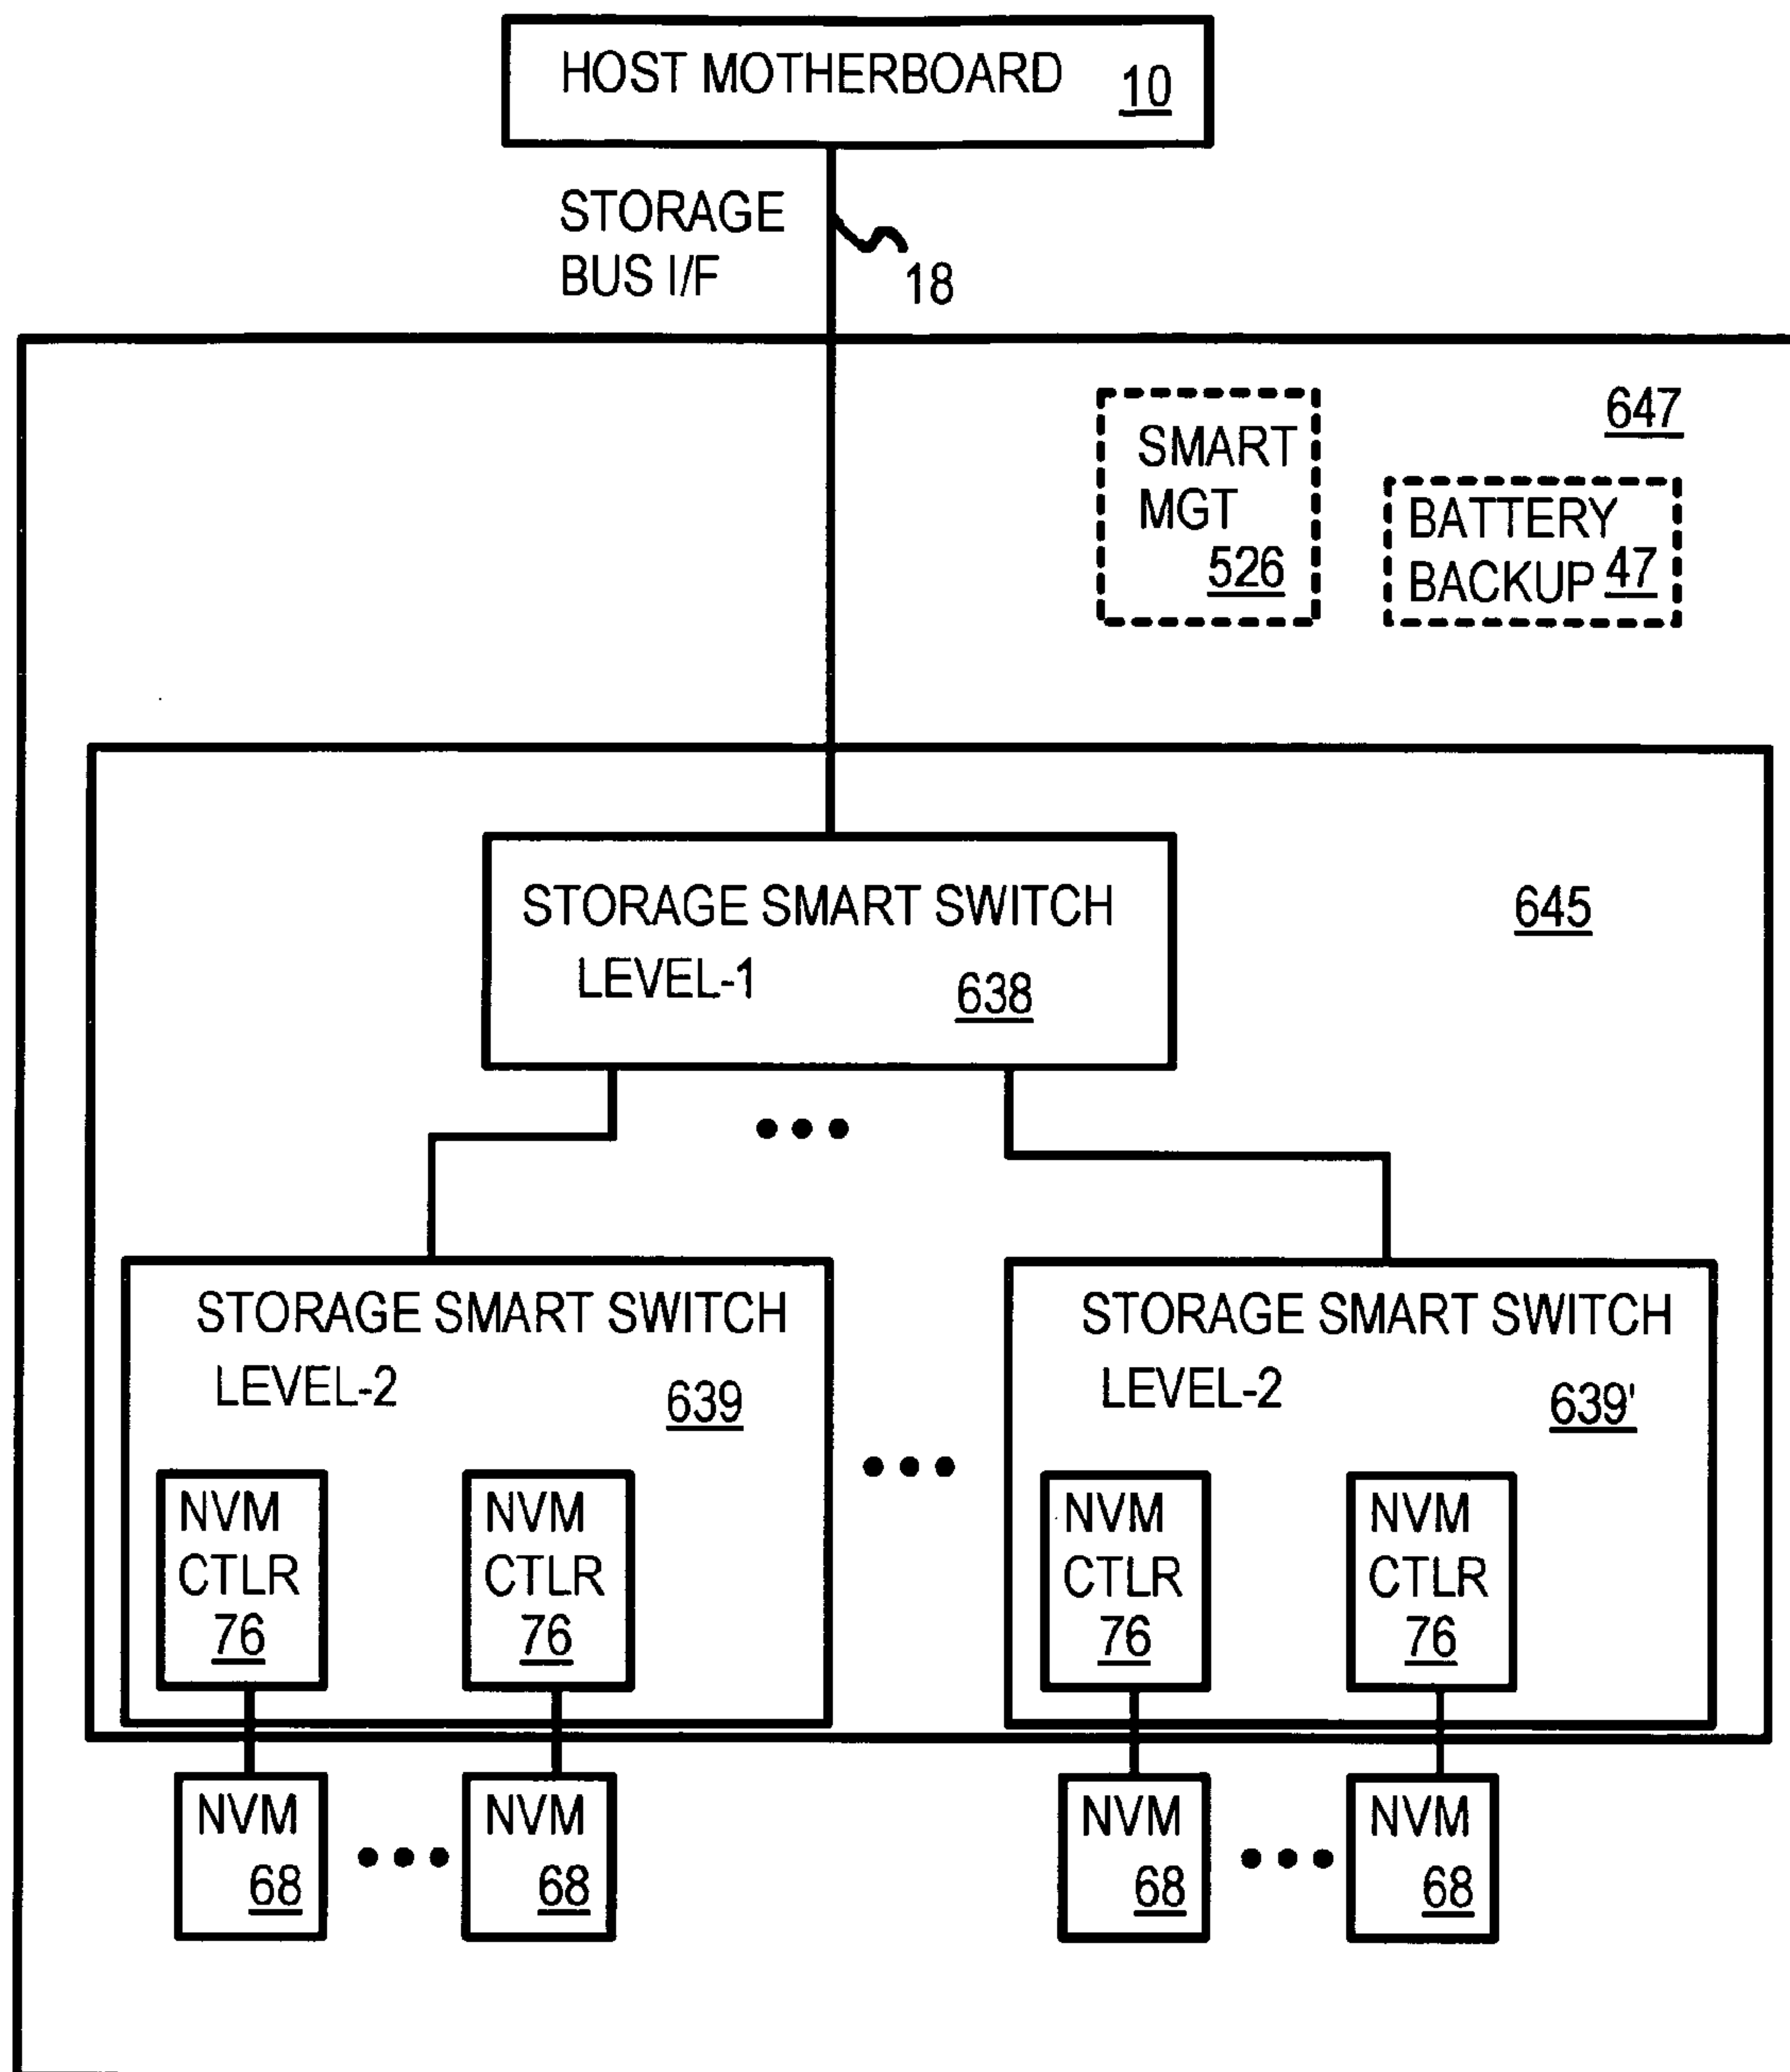 HOST MOTHERBOARD 10
STORAGE
BUS I/F
18
647
SMART
MGT
526
BATTERY
BACKUP 47
STORAGE SMART SWITCH
LEVEL-1
638
645
STORAGE SMART SWITCH
LEVEL-2
639
NVM
CTLR
76
NVM
CTLR
76
STORAGE SMART SWITCH
LEVEL-2
639'
NVM
CTLR
76
NVM
CTLR
76
NVM
68
NVM
68
NVM
68
NVM
68